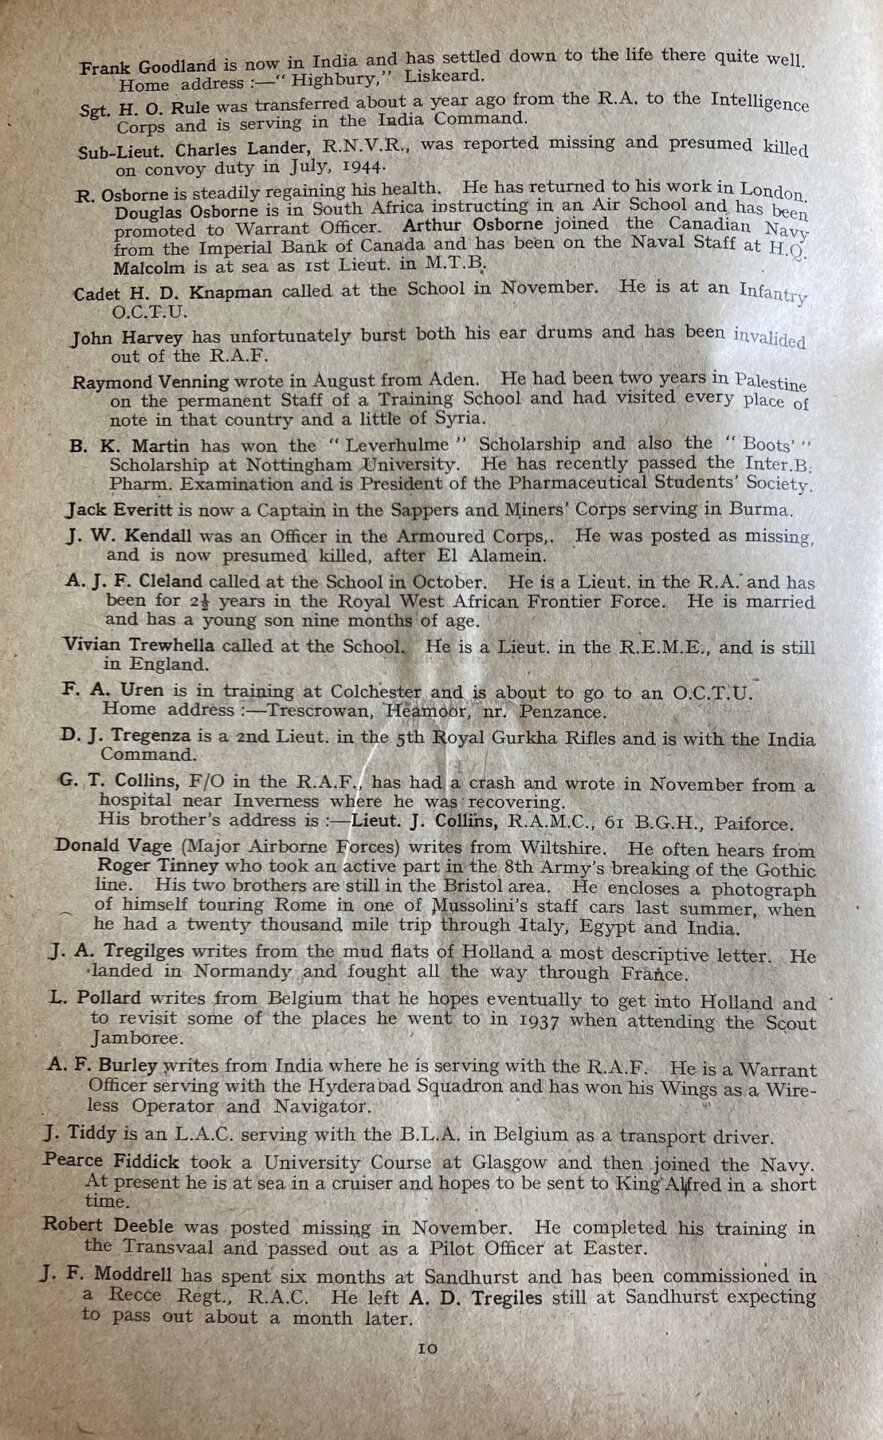 Frank Goodland is now in India and has settled down to the life there quite well.
Home address :—" Highbury," Liskeard.
Sgt. H. O. Rule was transferred about a year ago from the R.A. to the Intelligence
Corps and is serving in the India Command.
Sub-Lieut. Charles Lander, R.N.V.R., was reported missing and presumed killed
on convoy duty in July, 1944.
R. Osborne is steadily regaining his health. He has returned to his work in London.
Douglas Osborne is in South Africa instructing in an Air School and has been
promoted to Warrant Officer. Arthur Osborne joined the Canadian Navy
from the Imperial Bank of Canada and has been on the Naval Staff at H.Q.
Malcolm is at sea as 1st Lieut. in M.T.B.
Cadet H. D. Knapman called at the School in November. He is at an Infantry
O.C.T.U.
John Harvey has unfortunately burst both his ear drums and has been invalided
out of the R.A.F.
Raymond Venning wrote in August from Aden. He had been two years in Palestine
on the permanent Staff of a Training School and had visited every place of
note in that country and a little of Syria.
B. K. Martin has won the " Leverhulme " Scholarship and also the " Boots' "
Scholarship at Nottingham University. He has recently passed the Inter.B.
Pharm. Examination and is President of the Pharmaceutical Students' Society.
Jack Everitt is now a Captain in the Sappers and Miners' Corps serving in Burma.
J. W. Kendall was an Officer in the Armoured Corps,. He was posted as missing,
and is now presumed killed, after El Alamein.
A. J. F. Cleland called at the School in October. He is a Lieut. in the R.A. and has
been for 2½ years in the Royal West African Frontier Force. He is married
and has a young son nine months of age.
Vivian Trewhella called at the School. He is a Lieut. in the R.E.M.E., and is still
in England.
F. A. Uren is in training at Colchester and is about to go to an O.C.T.U.
Home address :—Trescrowan, Heamoor, nr. Penzance.
D. J. Tregenza is a 2nd Lieut. in the 5th Royal Gurkha Rifles and is with the India
Command.
G. T. Collins, F/O in the R.A.F., has had a crash and wrote in November from a
hospital near Inverness where he was recovering.
His brother's address is :—Lieut. J. Collins, R.A.M.C., 61 B.G.H., Paiforce.
Donald Vage (Major Airborne Forces) writes from Wiltshire. He often hears from
Roger Tinney who took an active part in the 8th Army's breaking of the Gothic
line. His two brothers are still in the Bristol area. He encloses a photograph
of himself touring Rome in one of Mussolini's staff cars last summer, when
he had a twenty thousand mile trip through Italy, Egypt and India.
J. A. Tregilges writes from the mud flats of Holland a most descriptive letter. He
landed in Normandy and fought all the way through France.
L. Pollard writes from Belgium that he hopes eventually to get into Holland and
to revisit some of the places he went to in 1937 when attending the Scout
Jamboree.
A. F. Burley writes from India where he is serving with the R.A.F. He is a Warrant
Officer serving with the Hyderabad Squadron and has won his Wings as a Wire-
less Operator and Navigator.
J. Tiddy is an L.A.C. serving with the B.L.A. in Belgium as a transport driver.
Pearce Fiddick took a University Course at Glasgow and then joined the Navy.
At present he is at sea in a cruiser and hopes to be sent to King Alfred in a short
time.
Robert Deeble was posted missing in November. He completed his training in
the Transvaal and passed out as a Pilot Officer at Easter.
J. F. Moddrell has spent six months at Sandhurst and has been commissioned in
a Recce Regt., R.A.C. He left A. D. Tregiles still at Sandhurst expecting
to pass out about a month later.
10